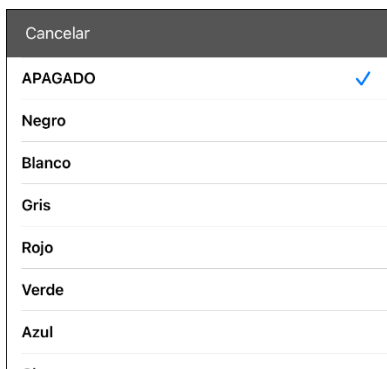 Cancelar
APAGADO
Negro
Blanco
Gris
Rojo
Verde
Azul